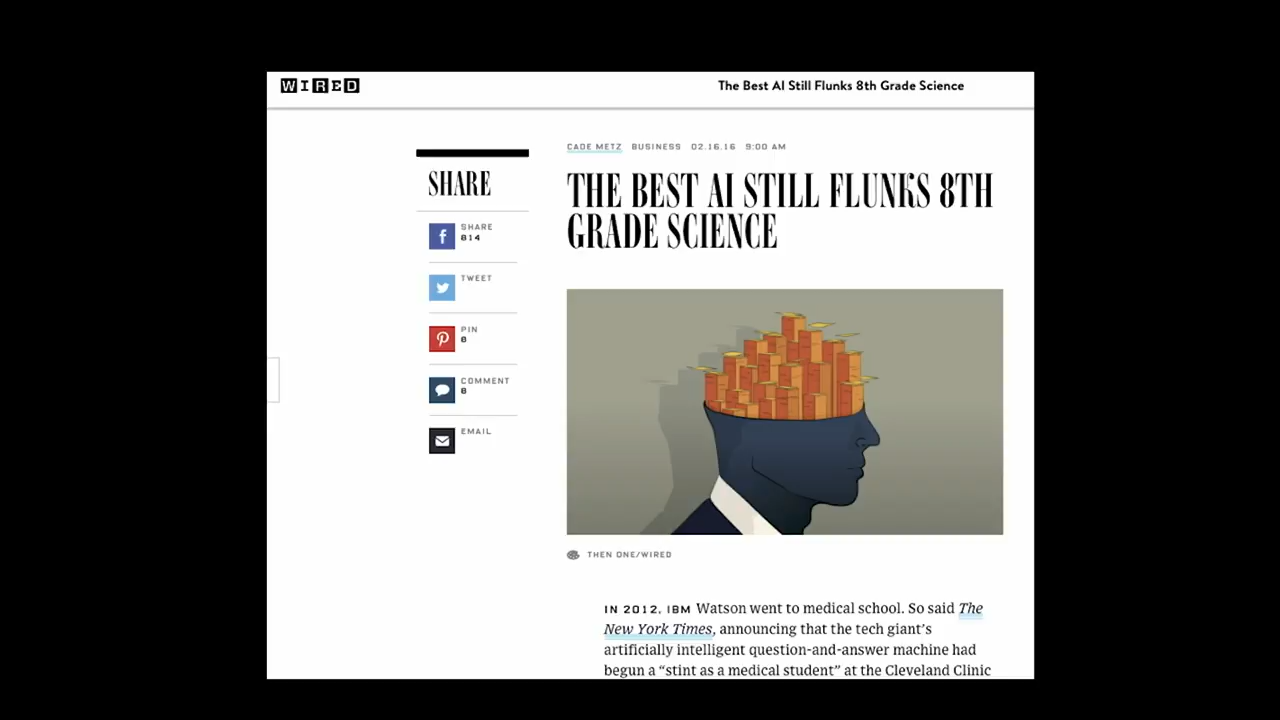 WIRED
The Best AI Still Flunks 8th Grade Science
CADE METZ BUSINESS 02.16.16 9:00 AM
THE BEST AI STILL FLUNKS 8TH
GRADE SCIENCE
SHARE
SHARE
814
TWEET
PIN
6
COMMENT
8
EMAIL
THEN ONE/WIRED
IN 2012, IBM Watson went to medical school. So said The
New York Times, announcing that the tech giant’s
artificially intelligent question-and-answer machine had
begun a “stint as a medical student” at the Cleveland Clinic